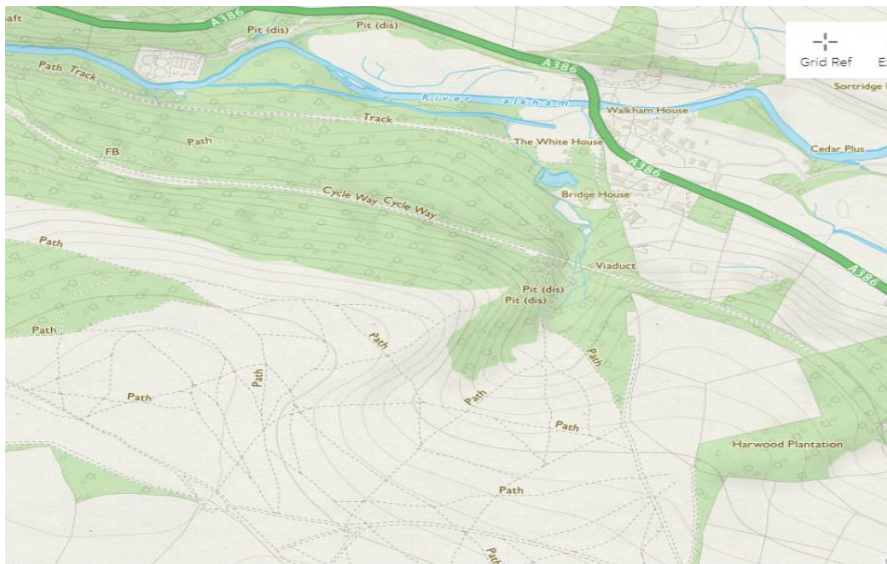 haft
Pit (dis)
Pit (dis)
A386
Grid Ref
E
Path Track
River alkham
Walkham House
Sortridge
Track
Path
The White House
FB
Cedar Plus
A386
Bridge House
Cycle Way Cycle Way
Path
Viaduct
A386
Pit (dis)
Pit (dis)
Path
Path
Path
Path
Path
Path
Path
Harwood Plantation
Path
Path